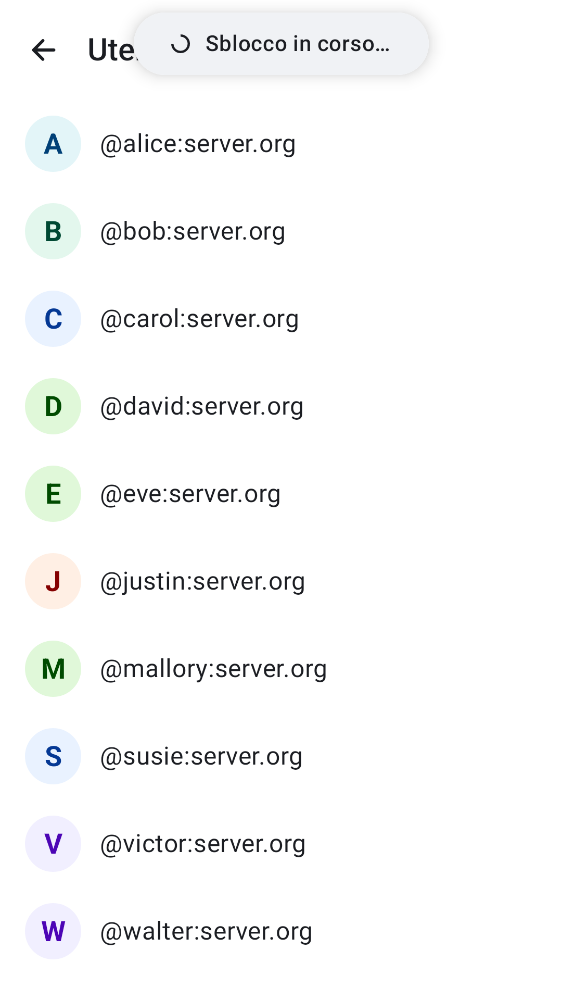 Ute
Sblocco in corso…
A @alice:server.org
B @bob:server.org
C @carol:server.org
D @david:server.org
E @eve:server.org
J @justin:server.org
M @mallory:server.org
S @susie:server.org
V @victor:server.org
W @walter:server.org